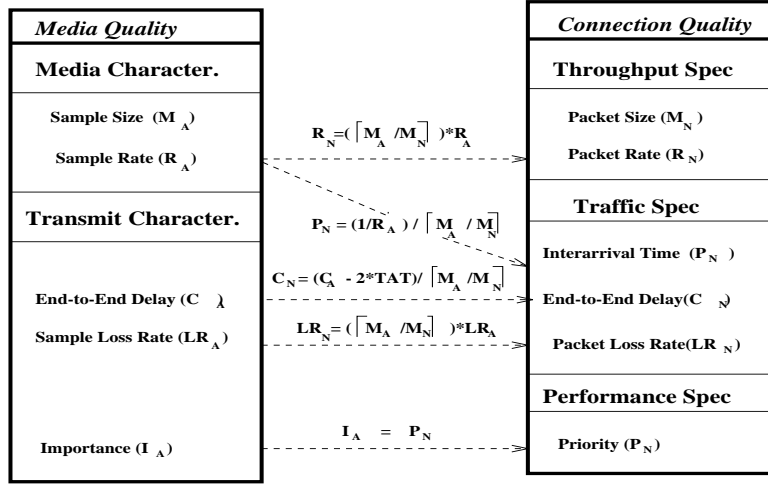 Media Quality
Media Character.
Sample Size (M A)
Sample Rate (R A)
Transmit Character.
End-to-End Delay (C A)
Sample Loss Rate (LR A)
Importance (I A)
R N=(⌈M A /M N⌉)*R A
P N = (1/R A) / ⌈M A / M N⌉
C N= (C A - 2*TAT)/ ⌈M A /M N⌉
LR N=(⌈M A /M N⌉)*LR A
I A = P N
Connection Quality
Throughput Spec
Packet Size (M N)
Packet Rate (R N)
Traffic Spec
Interarrival Time (P N)
End-to-End Delay(C N)
Packet Loss Rate(LR N)
Performance Spec
Priority (P N)